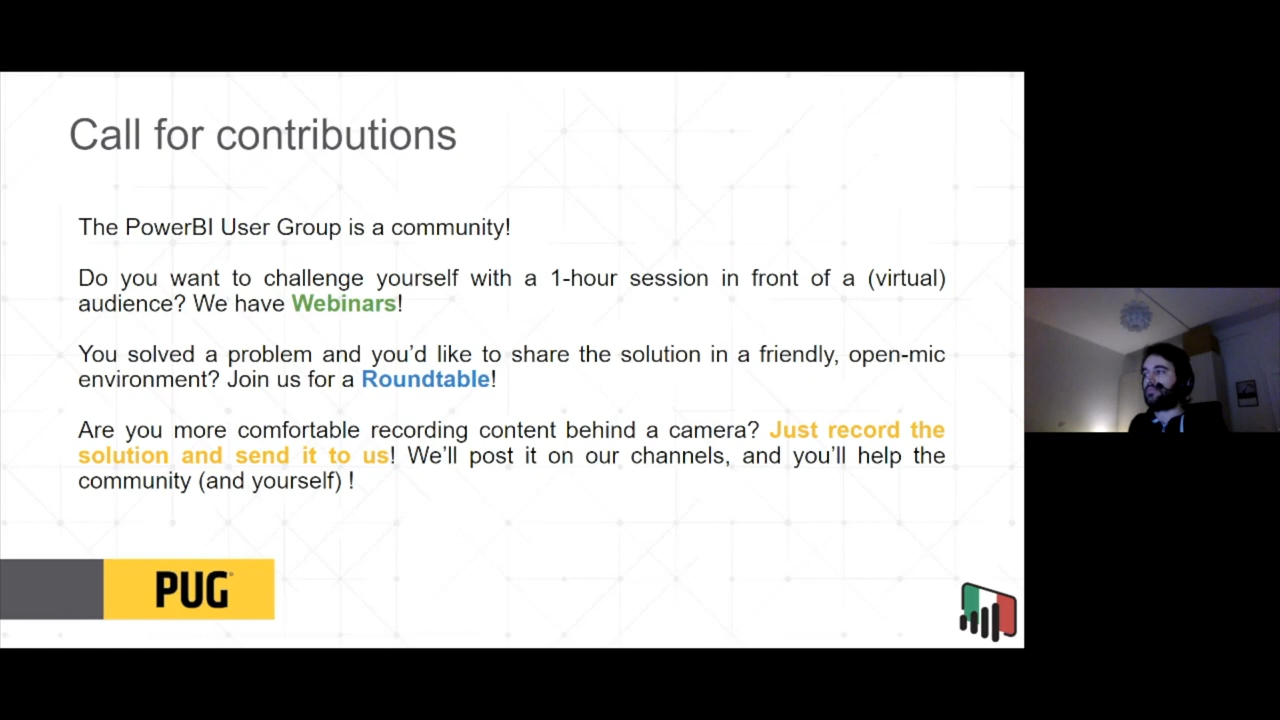 Call for contributions
The PowerBI User Group is a community!
Do you want to challenge yourself with a 1-hour session in front of a (virtual)
audience? We have Webinars!
You solved a problem and you’d like to share the solution in a friendly, open-mic
environment? Join us for a Roundtable!
Are you more comfortable recording content behind a camera? Just record the
solution and send it to us! We’ll post it on our channels, and you’ll help the
community (and yourself) !
PUG